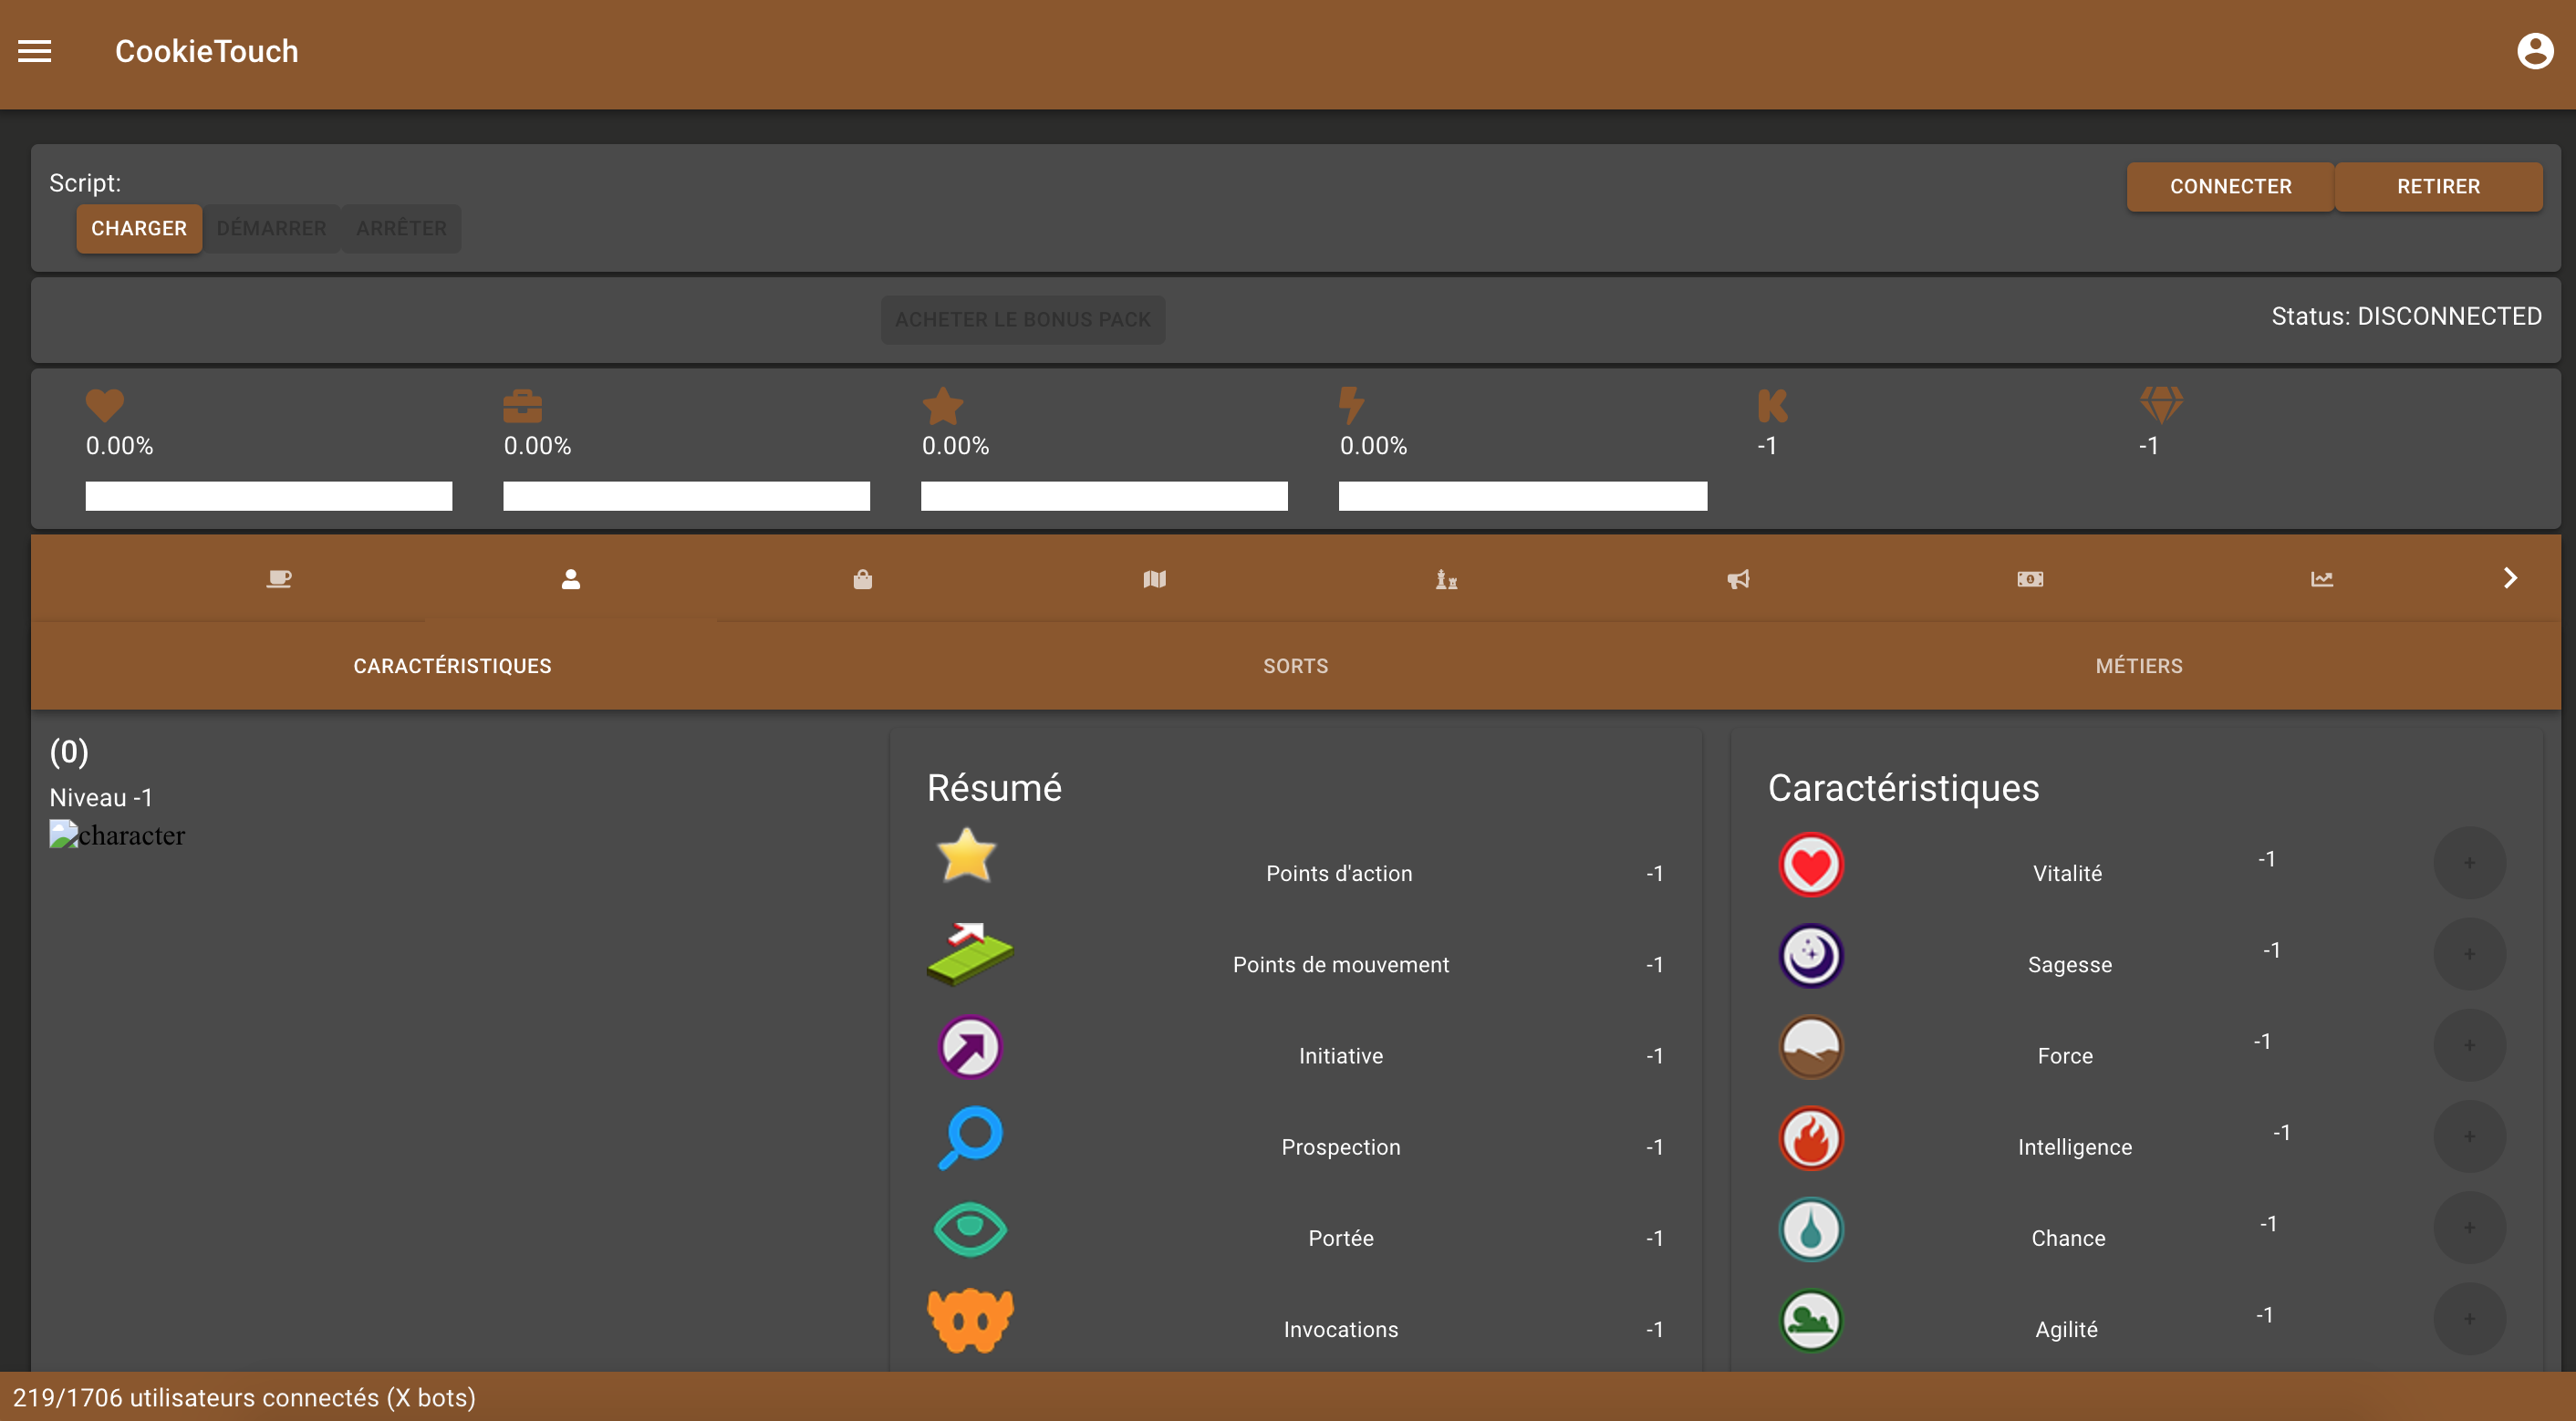 CookieTouch
Script:
CHARGER DÉMARRER ARRÊTER
CONNECTER RETIRER
ACHETER LE BONUS PACK
Status: DISCONNECTED
0.00% 0.00% 0.00% 0.00% -1 -1
CARACTÉRISTIQUES SORTS MÉTIERS
(0)
Niveau -1
character
Résumé
Points d'action -1
Points de mouvement -1
Initiative -1
Prospection -1
Portée -1
Invocations -1
Caractéristiques
Vitalité -1 +
Sagesse -1 +
Force -1 +
Intelligence -1 +
Chance -1 +
Agilité -1 +
219/1706 utilisateurs connectés (X bots)